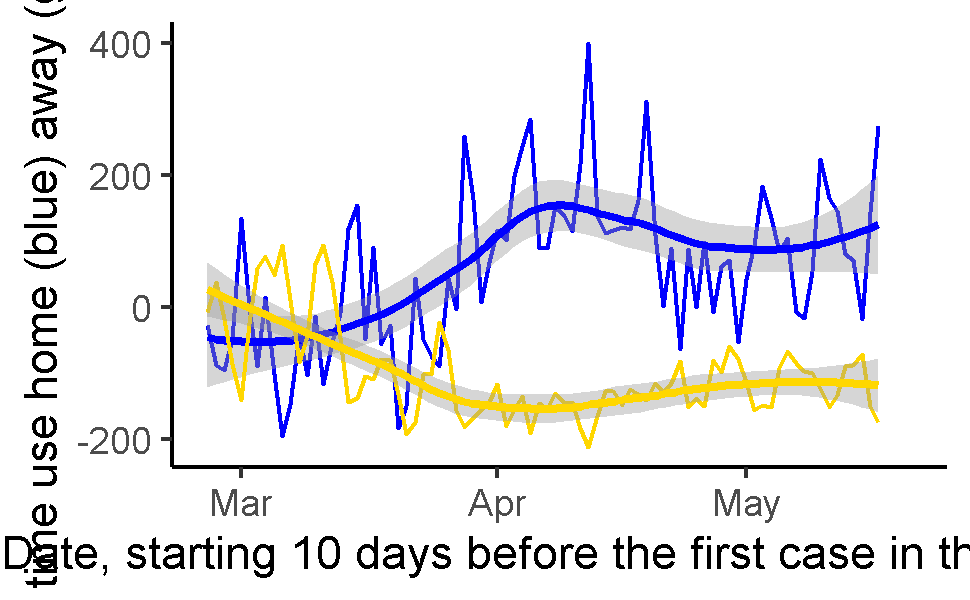 time use home (blue) away (
400
200
0
-200
Mar Apr May
Date, starting 10 days before the first case in th